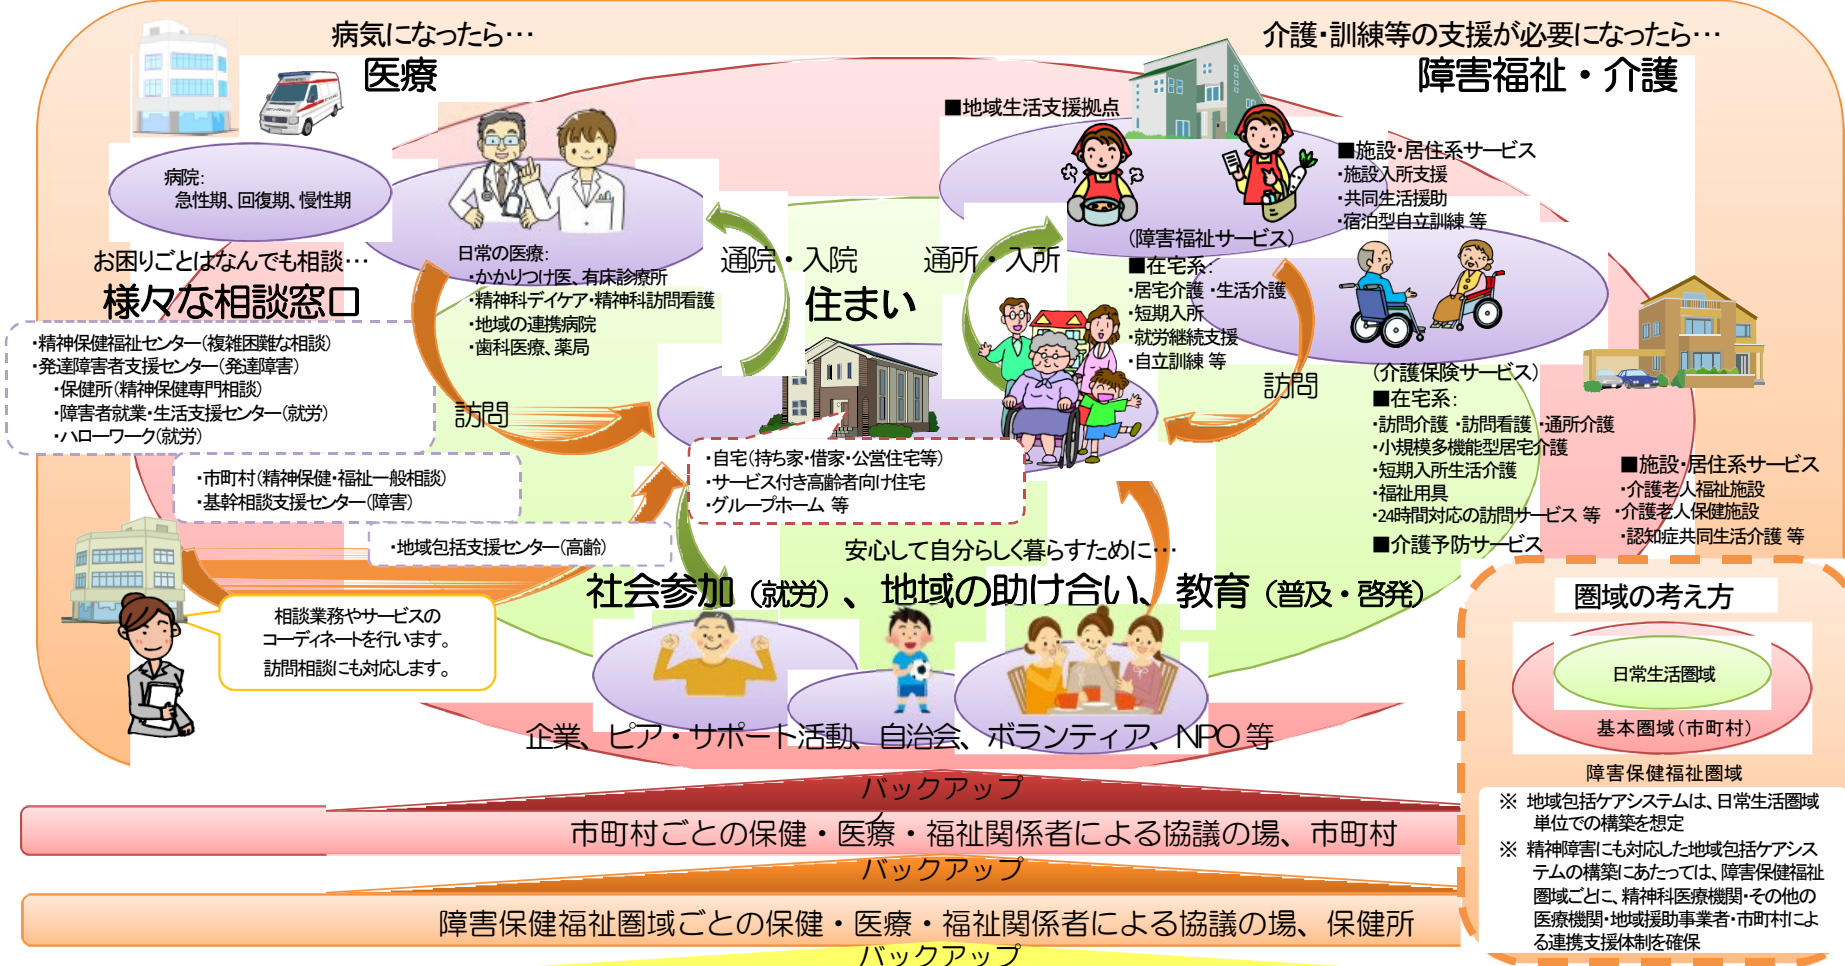 病気になったら…
医療
病院:
急性期、回復期、慢性期
日常の医療:
・かかりつけ医、有床診療所
・精神科デイケア・精神科訪問看護
・地域の連携病院
・歯科医療、薬局
介護・訓練等の支援が必要になったら…
障害福祉・介護
■地域生活支援拠点
■施設・居住系サービス
・施設入所支援
・共同生活援助
・宿泊型自立訓練 等
(障害福祉サービス)
■在宅系:
・居宅介護 ・生活介護
・短期入所
・就労継続支援
・自立訓練 等
(介護保険サービス)
■在宅系:
・訪問介護 ・訪問看護 ・通所介護
・小規模多機能型居宅介護
・短期入所生活介護
・福祉用具
・24時間対応の訪問サービス 等
■介護予防サービス
■施設・居住系サービス
・介護老人福祉施設
・介護老人保健施設
・認知症共同生活介護 等
お困りごとはなんでも相談…
様々な相談窓口
・精神保健福祉センター(複雑困難な相談)
・発達障害者支援センター(発達障害)
・保健所(精神保健専門相談)
・障害者就業・生活支援センター(就労)
・ハローワーク(就労)
・市町村(精神保健・福祉一般相談)
・基幹相談支援センター(障害)
・地域包括支援センター(高齢)
相談業務やサービスの
コーディネートを行います。
訪問相談にも対応します。
通院・入院
通所・入所
住まい
訪問
訪問
・自宅(持ち家・借家・公営住宅等)
・サービス付き高齢者向け住宅
・グループホーム 等
安心して自分らしく暮らすために…
社会参加(就労)、地域の助け合い、教育(普及・啓発)
企業、ピア・サポート活動、自治会、ボランティア、NPO 等
バックアップ
市町村ごとの保健・医療・福祉関係者による協議の場、市町村
バックアップ
障害保健福祉圏域ごとの保健・医療・福祉関係者による協議の場、保健所
バックアップ
圏域の考え方
日常生活圏域
基本圏域(市町村)
障害保健福祉圏域
※ 地域包括ケアシステムは、日常生活圏域
単位での構築を想定
※ 精神障害にも対応した地域包括ケアシス
テムの構築にあたっては、障害保健福祉
圏域ごとに、精神科医療機関・その他の
医療機関・地域援助事業者・市町村によ
る連携支援体制を確保